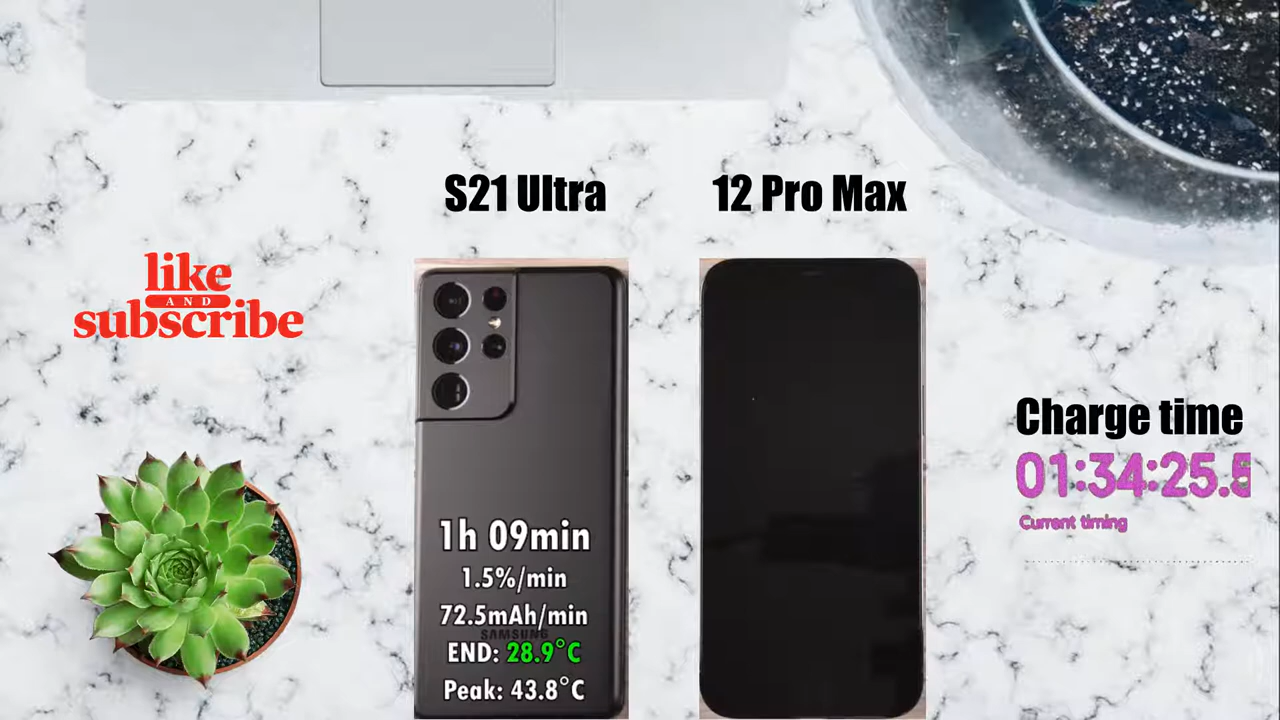 S21 Ultra
12 Pro Max
like
AND
subscribe
Charge time
01:34:25.5
Current timing
1h 09min
1.5%/min
72.5mAh/min
SAMSUNG
END: 28.9°C
Peak: 43.8°C